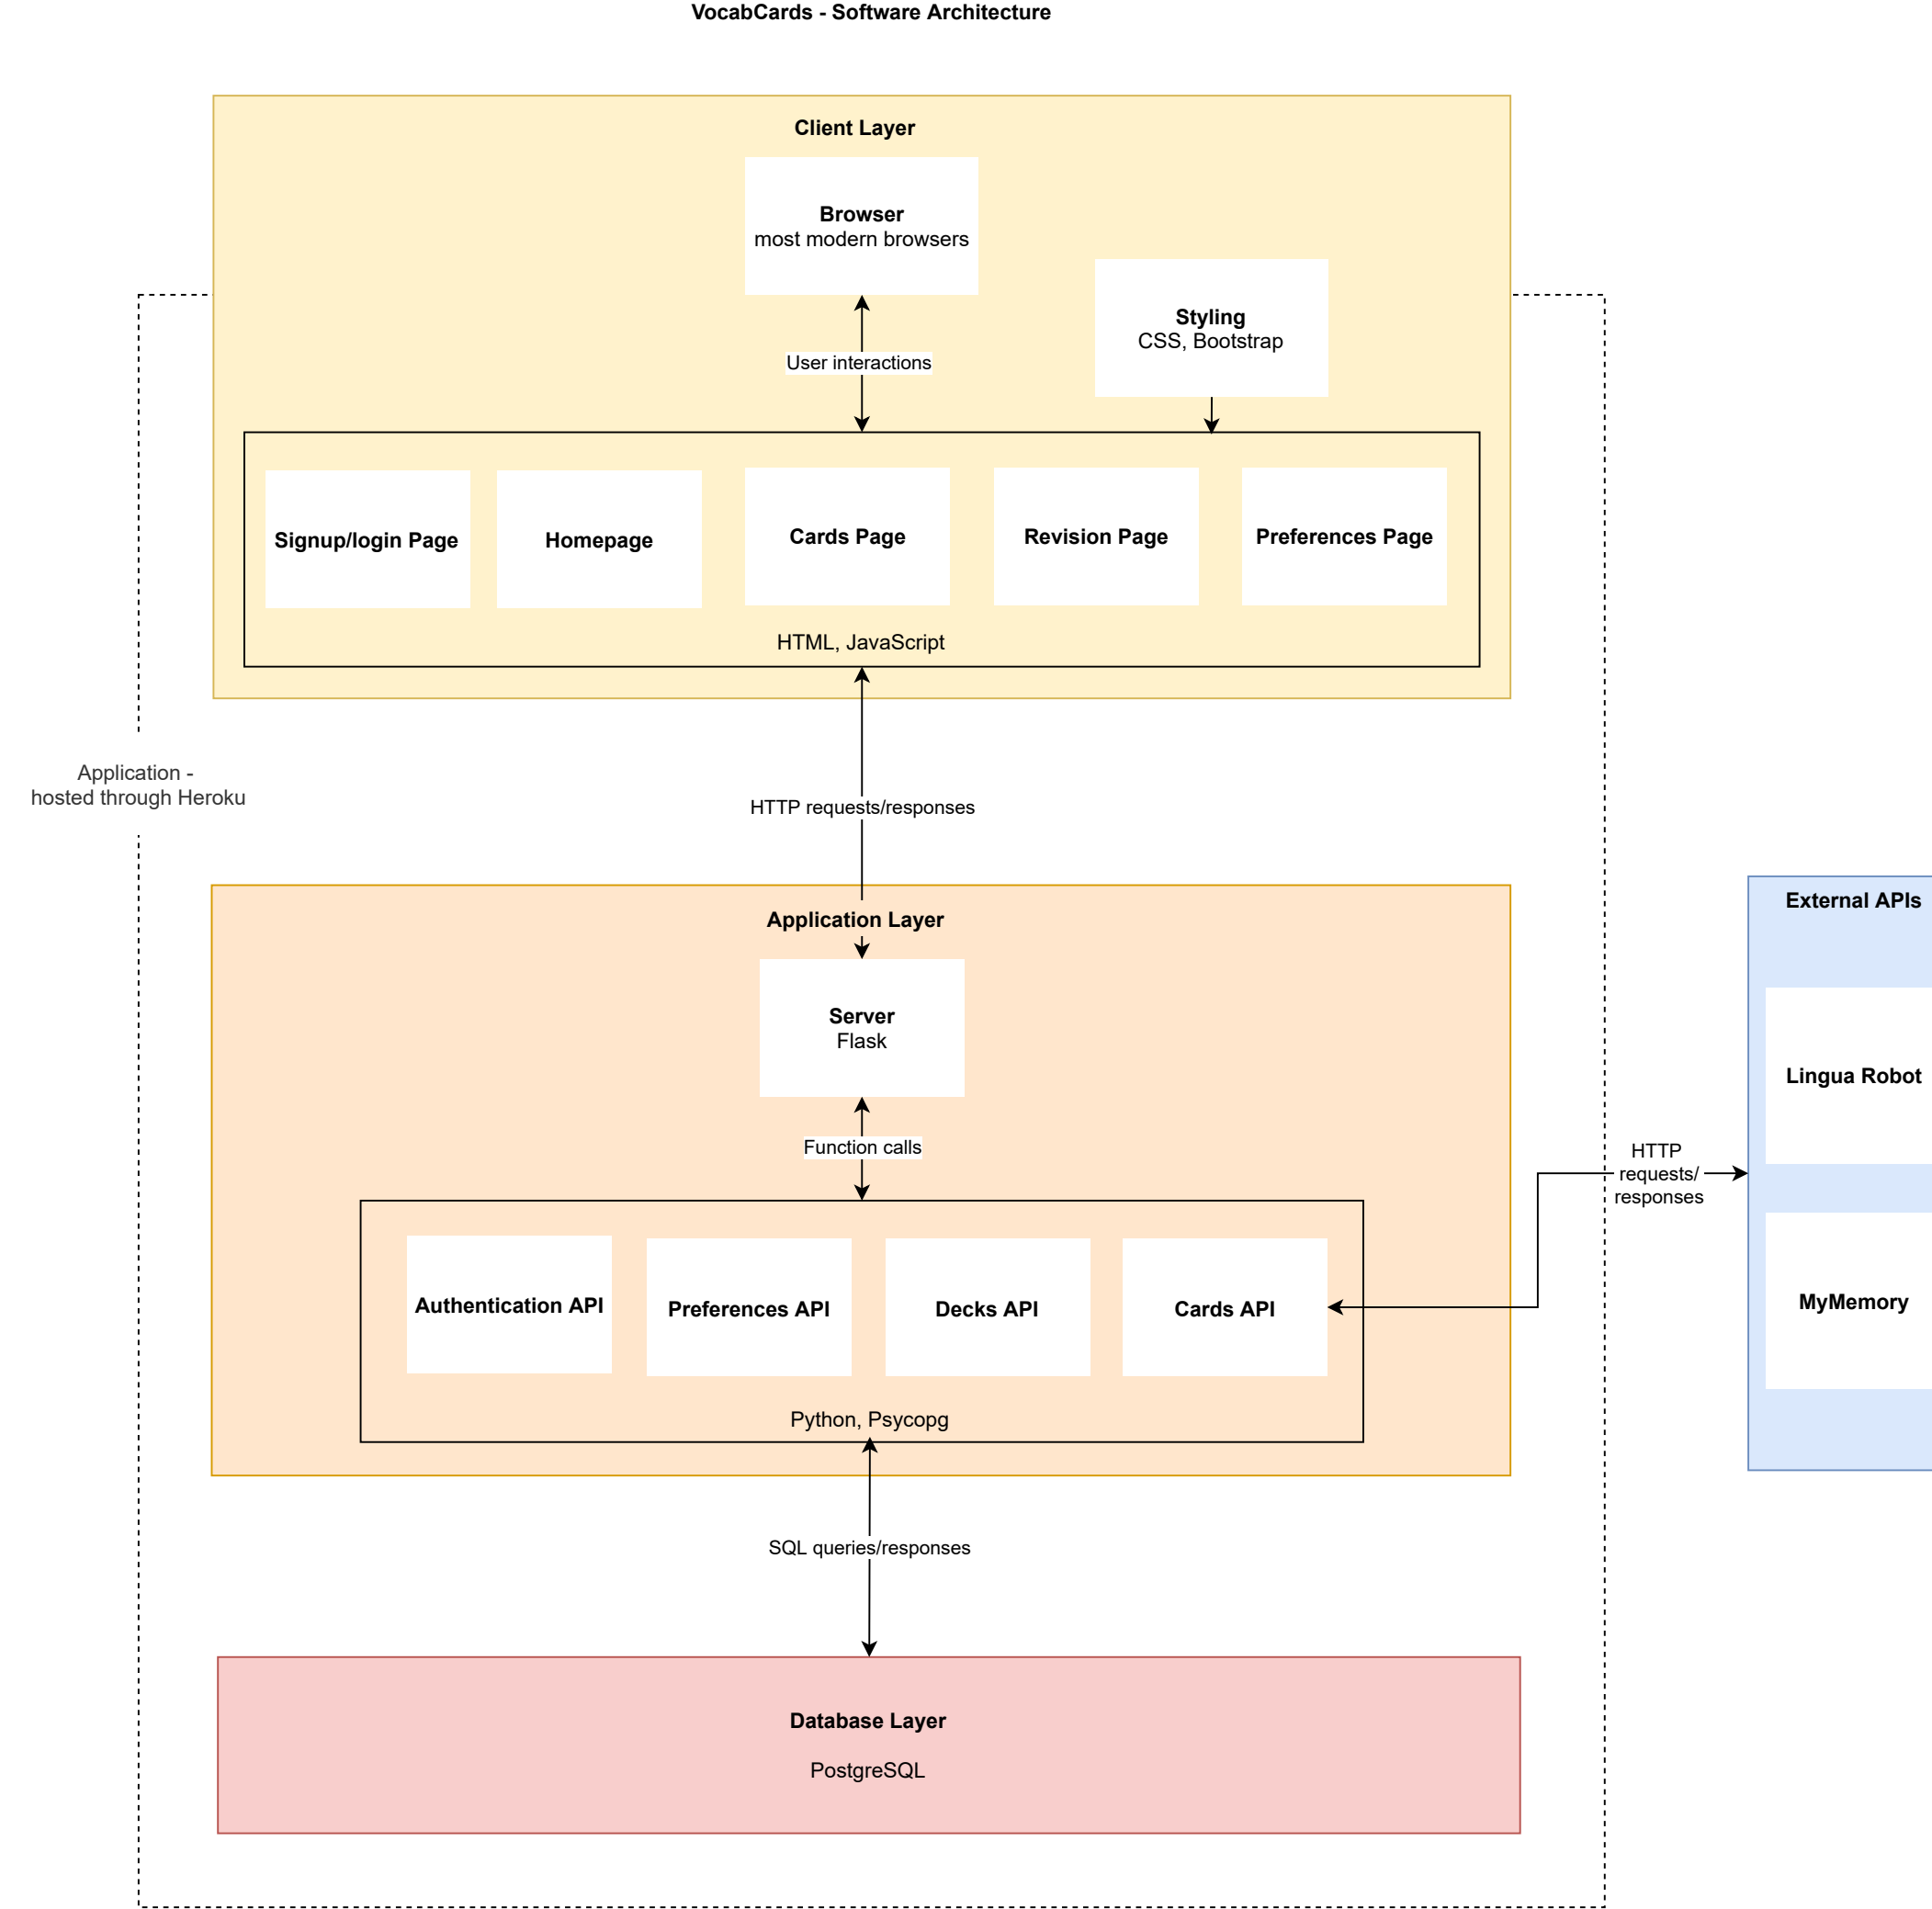 VocabCards - Software Architecture
Client Layer
Browser
most modern browsers
Styling
CSS, Bootstrap
User interactions
Signup/login Page
Homepage
Cards Page
Revision Page
Preferences Page
HTML, JavaScript
Application -
hosted through Heroku
HTTP requests/responses
Application Layer
Server
Flask
Function calls
Authentication API
Preferences API
Decks API
Cards API
Python, Psycopg
HTTP
requests/
responses
External APIs
Lingua Robot
MyMemory
SQL queries/responses
Database Layer
PostgreSQL